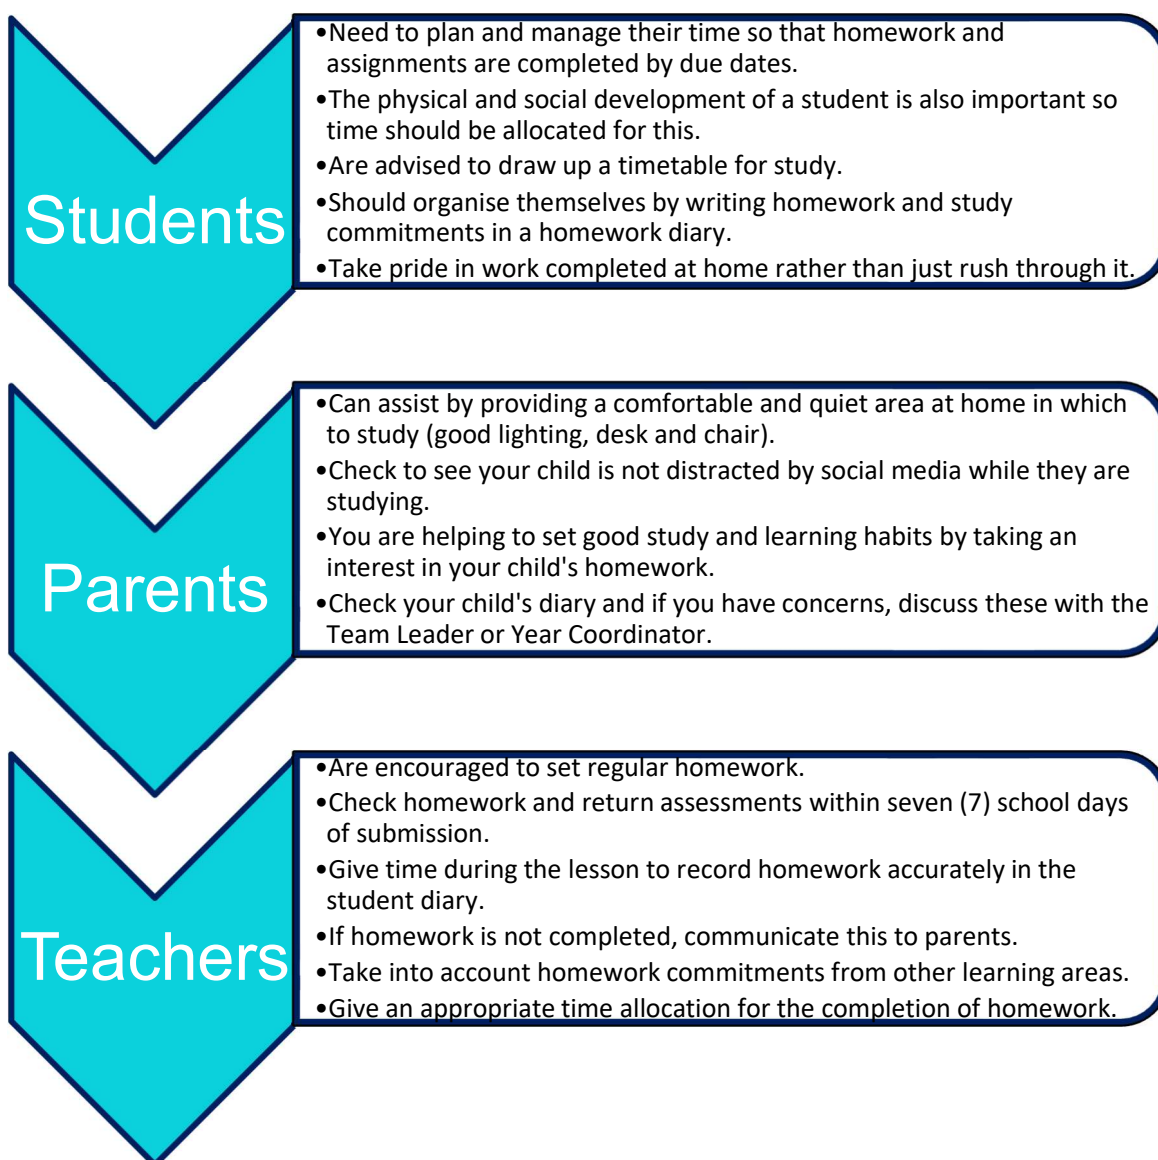 Students
•Need to plan and manage their time so that homework and
assignments are completed by due dates.
•The physical and social development of a student is also important so
time should be allocated for this.
•Are advised to draw up a timetable for study.
•Should organise themselves by writing homework and study
commitments in a homework diary.
•Take pride in work completed at home rather than just rush through it.
Parents
•Can assist by providing a comfortable and quiet area at home in which
to study (good lighting, desk and chair).
•Check to see your child is not distracted by social media while they are
studying.
•You are helping to set good study and learning habits by taking an
interest in your child's homework.
•Check your child's diary and if you have concerns, discuss these with the
Team Leader or Year Coordinator.
Teachers
•Are encouraged to set regular homework.
•Check homework and return assessments within seven (7) school days
of submission.
•Give time during the lesson to record homework accurately in the
student diary.
•If homework is not completed, communicate this to parents.
•Take into account homework commitments from other learning areas.
•Give an appropriate time allocation for the completion of homework.